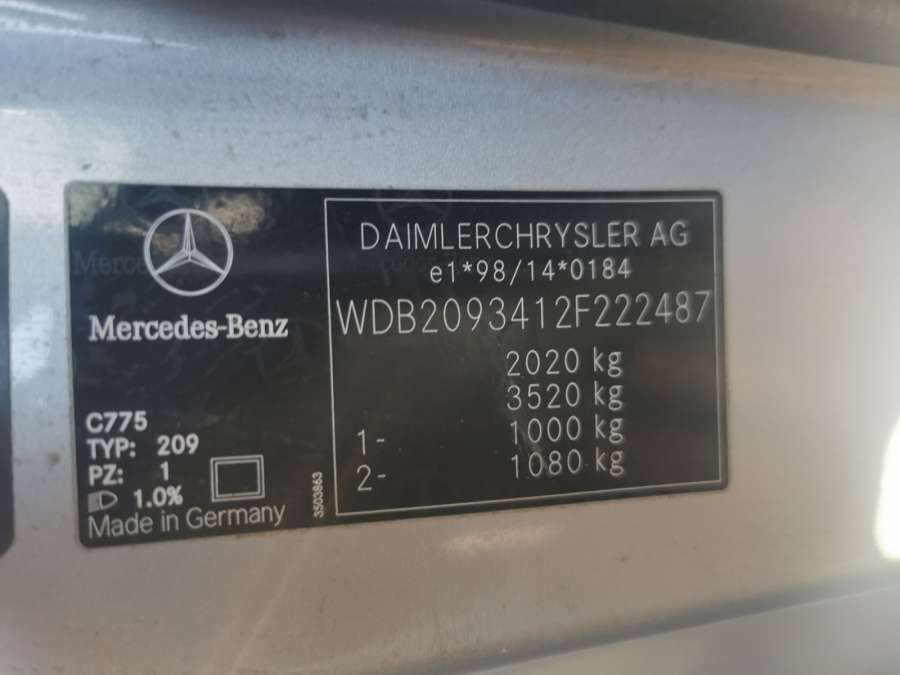 Mercedes-Benz
C775
TYP: 209
PZ: 1
1.0%
Made in Germany
3503863
DAIMLERCHRYSLER AG
e1*98/14*0184
WDB2093412F222487
2020 kg
3520 kg
1- 1000 kg
2- 1080 kg